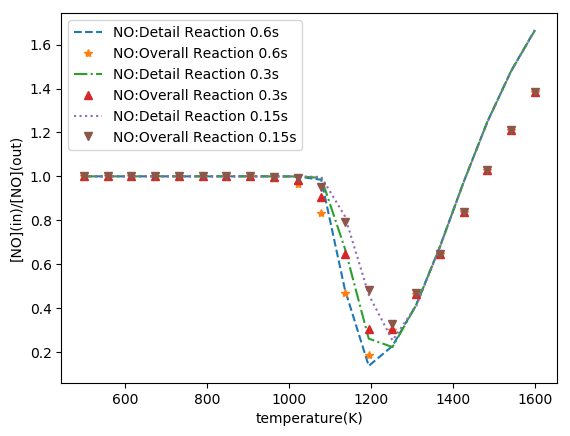 NO:Detail Reaction 0.6s
NO:Overall Reaction 0.6s
NO:Detail Reaction 0.3s
NO:Overall Reaction 0.3s
NO:Detail Reaction 0.15s
NO:Overall Reaction 0.15s
[NO](in)/[NO](out)
1.6
1.4
1.2
1.0
0.8
0.6
0.4
0.2
600 800 1000 1200 1400 1600
temperature(K)